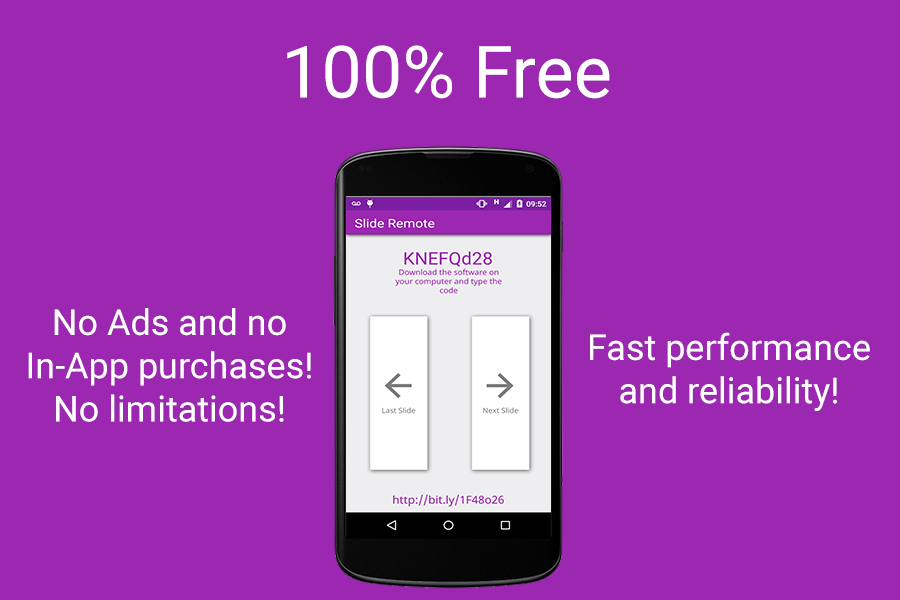 100% Free
09:52
H
Slide Remote
KNEFQd28
Download the software on
your computer and type the
code
Last Slide
Next Slide
http://bit.ly/1F48o26
No Ads and no
In-App purchases!
No limitations!
Fast performance
and reliability!